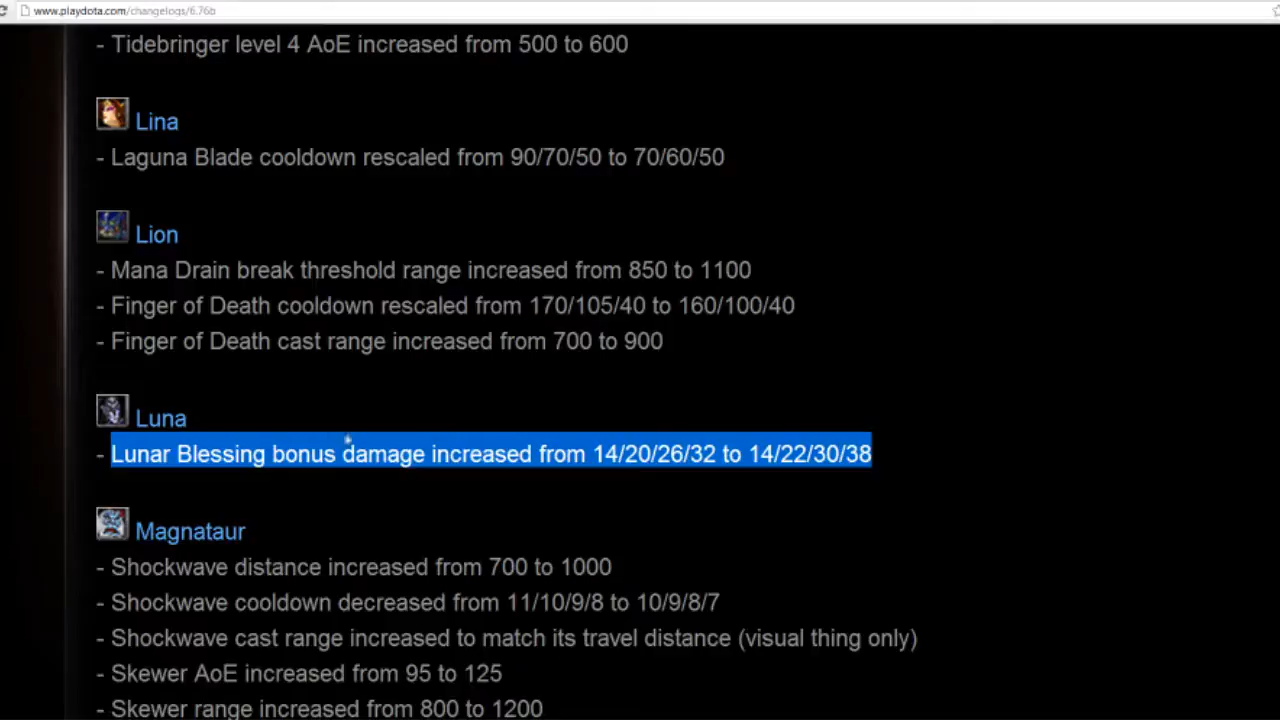 www.playdota.com/changelogs/6.76b
- Tidebringer level 4 AoE increased from 500 to 600
Lina
- Laguna Blade cooldown rescaled from 90/70/50 to 70/60/50
Lion
- Mana Drain break threshold range increased from 850 to 1100
- Finger of Death cooldown rescaled from 170/105/40 to 160/100/40
- Finger of Death cast range increased from 700 to 900
Luna
- Lunar Blessing bonus damage increased from 14/20/26/32 to 14/22/30/38
Magnataur
- Shockwave distance increased from 700 to 1000
- Shockwave cooldown decreased from 11/10/9/8 to 10/9/8/7
- Shockwave cast range increased to match its travel distance (visual thing only)
- Skewer AoE increased from 95 to 125
- Skewer range increased from 800 to 1200